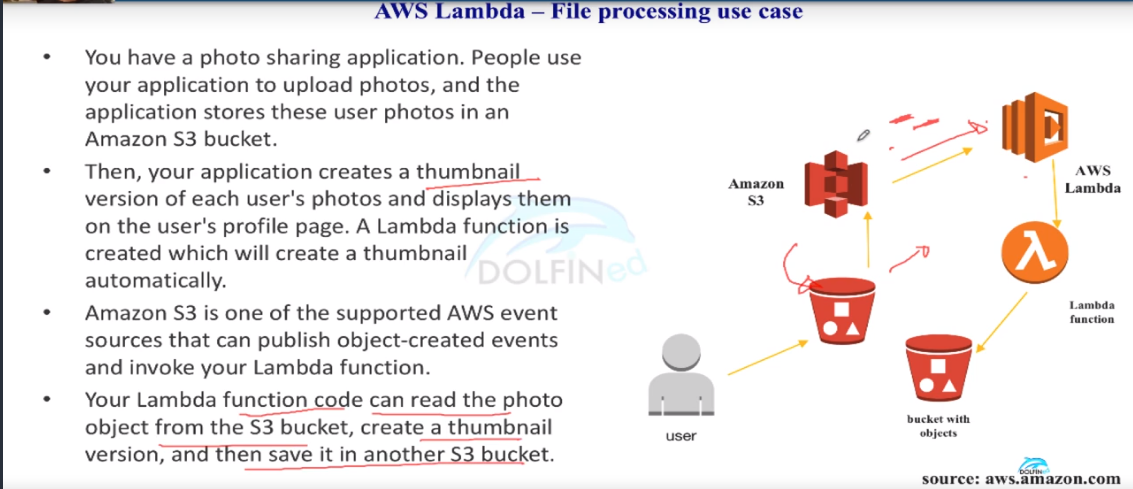 AWS Lambda – File processing use case
• You have a photo sharing application. People use
your application to upload photos, and the
application stores these user photos in an
Amazon S3 bucket.
• Then, your application creates a thumbnail
version of each user's photos and displays them
on the user's profile page. A Lambda function is
created which will create a thumbnail
automatically.
• Amazon S3 is one of the supported AWS event
sources that can publish object-created events
and invoke your Lambda function.
• Your Lambda function code can read the photo
object from the S3 bucket, create a thumbnail
version, and then save it in another S3 bucket.
DOLFINed
Amazon
S3
AWS
Lambda
λ
Lambda
function
user
bucket with
objects
DOLFINed
source: aws.amazon.com